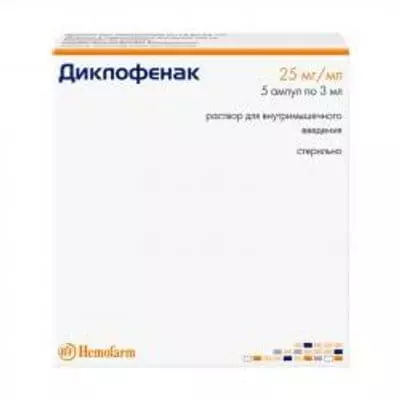 Диклофенак
25 мг/мл
5 ампул по 3 мл
раствор для внутримышечного
введения
стерильно
Hemofarm